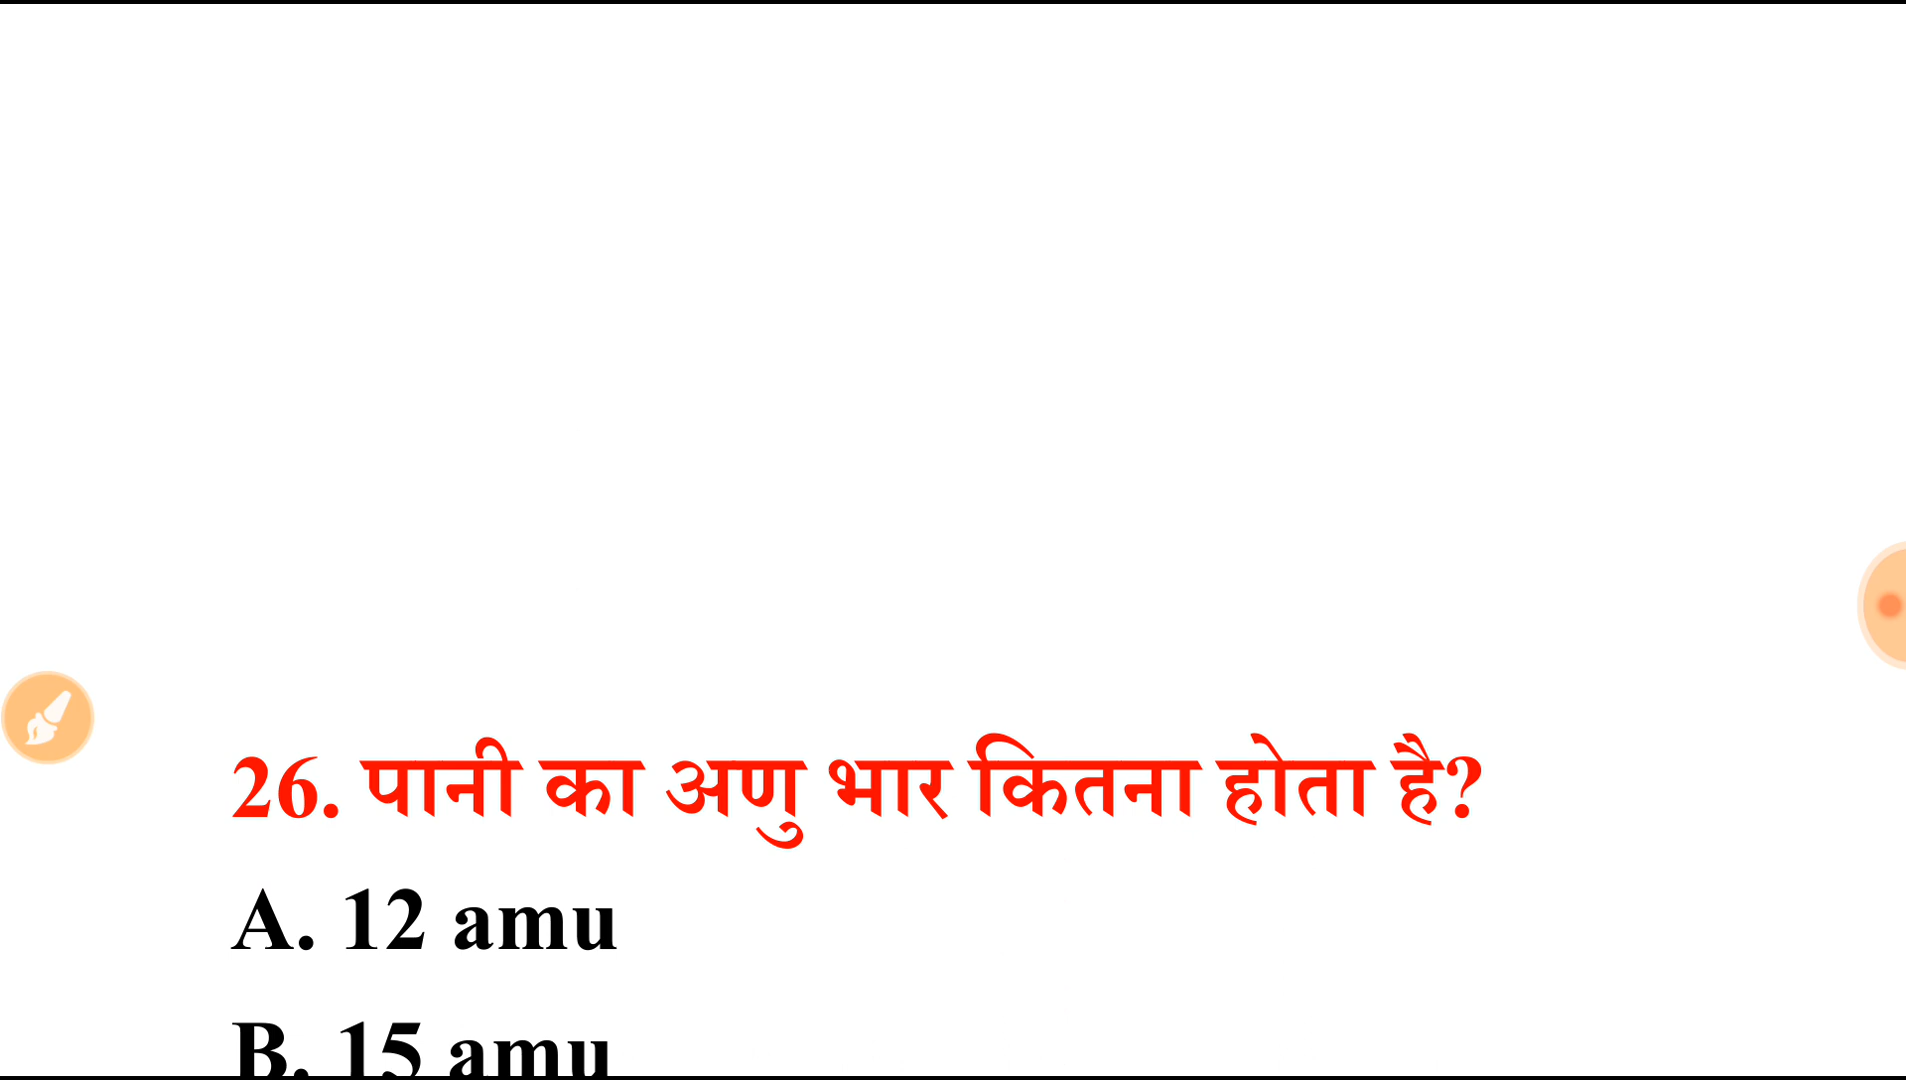 26. पानी का अणु भार कितना होता है?
A. 12 amu
B. 15 amu